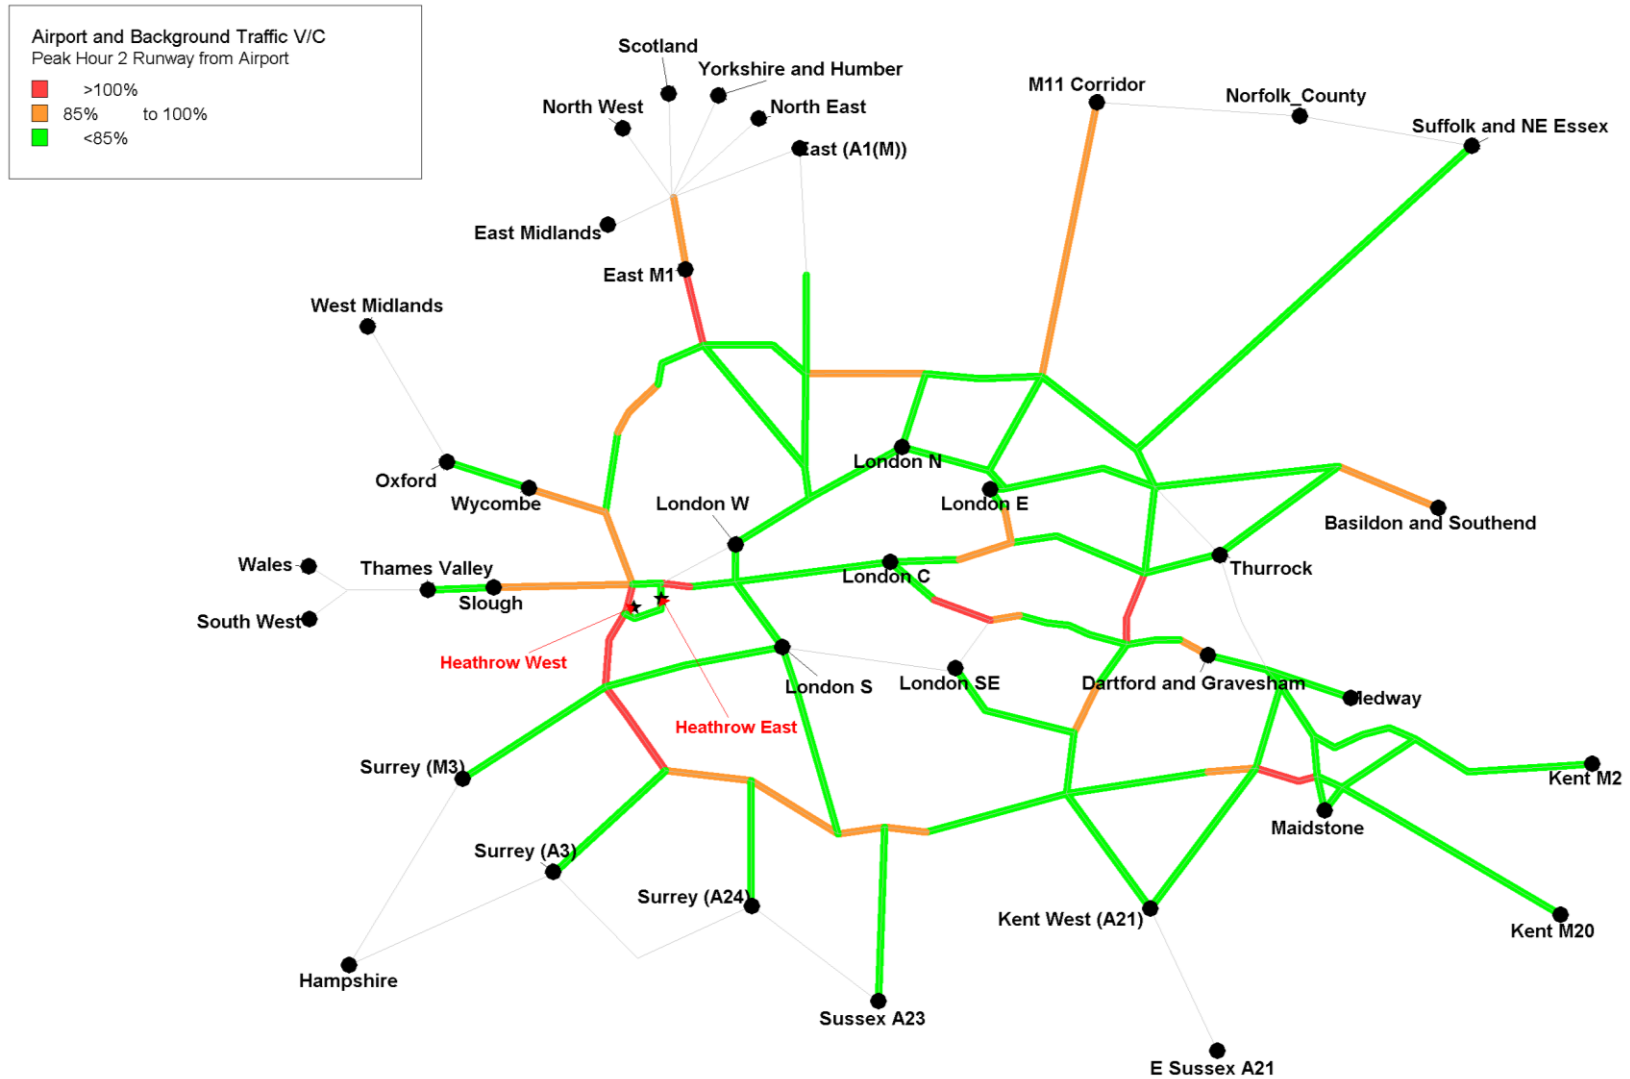 Airport and Background Traffic V/C
Peak Hour 2 Runway from Airport
>100%
85% to 100%
<85%
Scotland
Yorkshire and Humber
North West
North East
East (A1(M))
M11 Corridor
Norfolk_County
Suffolk and NE Essex
East Midlands
East M1
West Midlands
London N
Oxford
Wycombe
London W
London E
Basildon and Southend
Wales
Thames Valley
London C
Thurrock
Slough
South West
Heathrow West
London S
London SE
Dartford and Gravesham
Medway
Heathrow East
Surrey (M3)
Kent M2
Maidstone
Surrey (A3)
Surrey (A24)
Kent West (A21)
Kent M20
Hampshire
Sussex A23
E Sussex A21